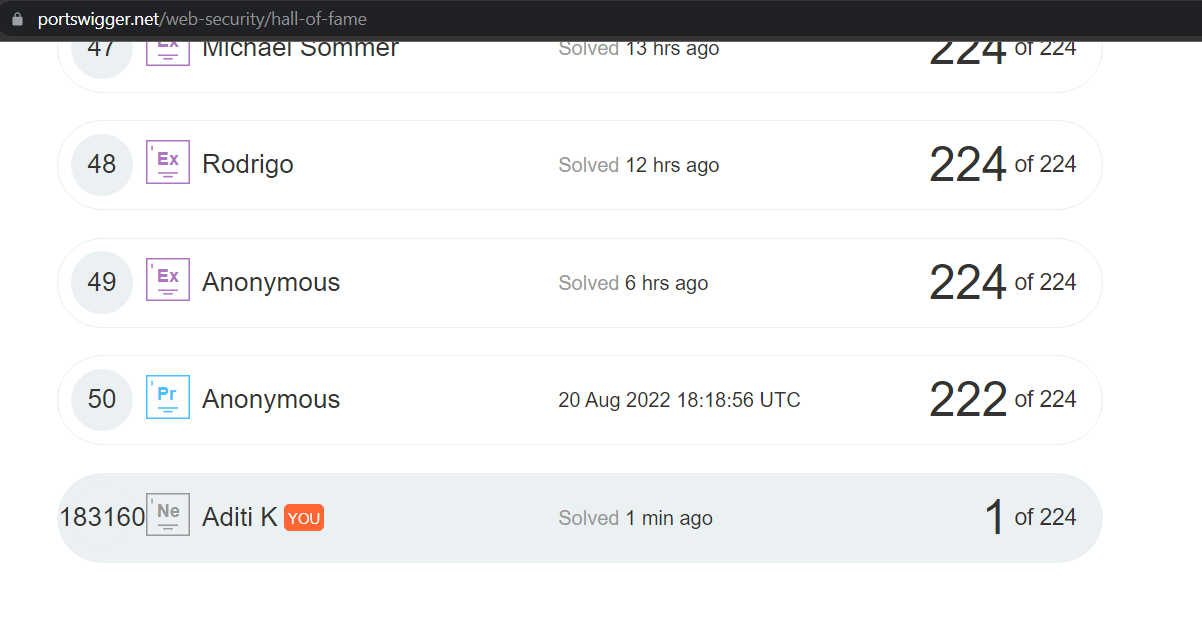 portswigger.net/web-security/hall-of-fame
47 Ex Michael Sommer Solved 13 hrs ago 224 of 224
48 Ex Rodrigo Solved 12 hrs ago 224 of 224
49 Ex Anonymous Solved 6 hrs ago 224 of 224
50 Pr Anonymous 20 Aug 2022 18:18:56 UTC 222 of 224
183160 Ne Aditi K YOU Solved 1 min ago 1 of 224